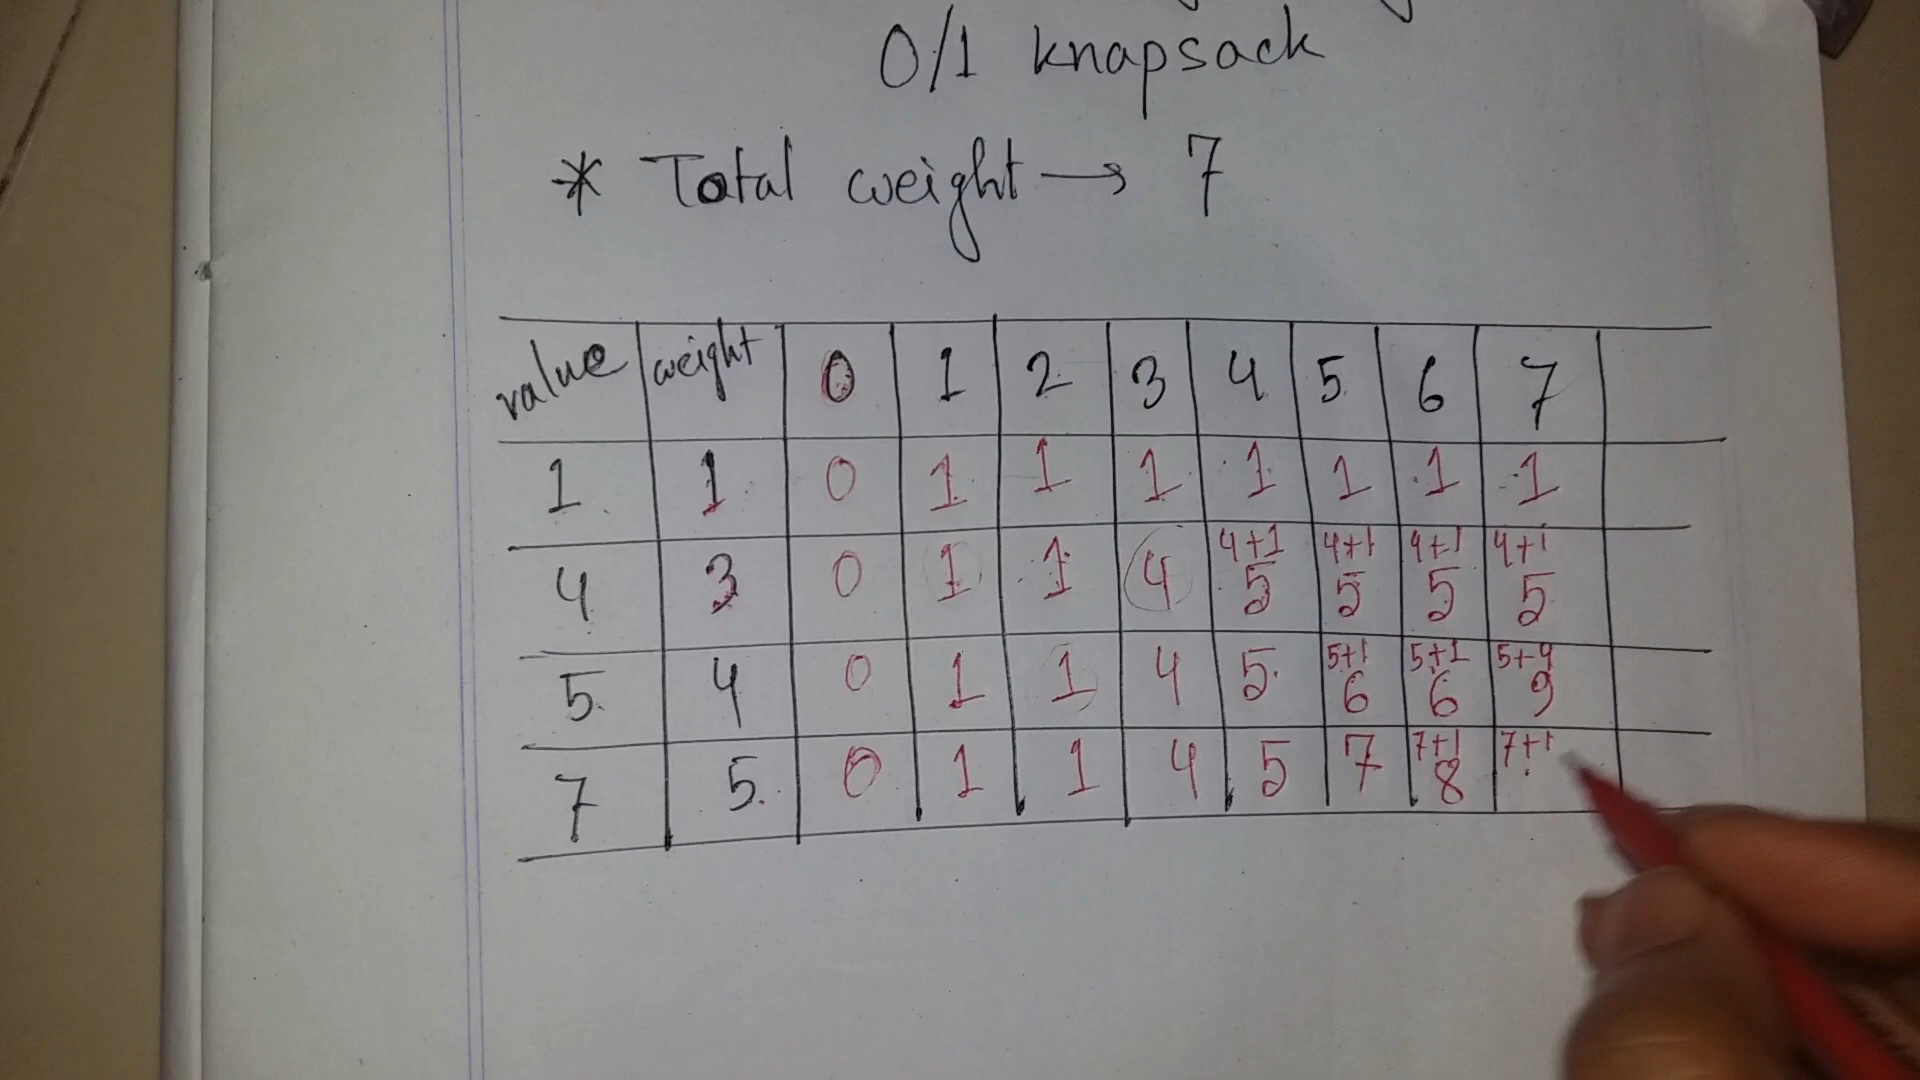 0/1 knapsack
* Total weight → 7
value weight 0 1 2 3 4 5 6 7
1 1 0 1 1 1 1 1 1 1
4+1 4+1 4+1 4+1
4 3 0 1 1 4 5 5 5 5
5+1 5+1 5+4
5 4 0 1 1 4 5 6 6 9
7+1 7+1
7 5 0 1 1 4 5 7 8